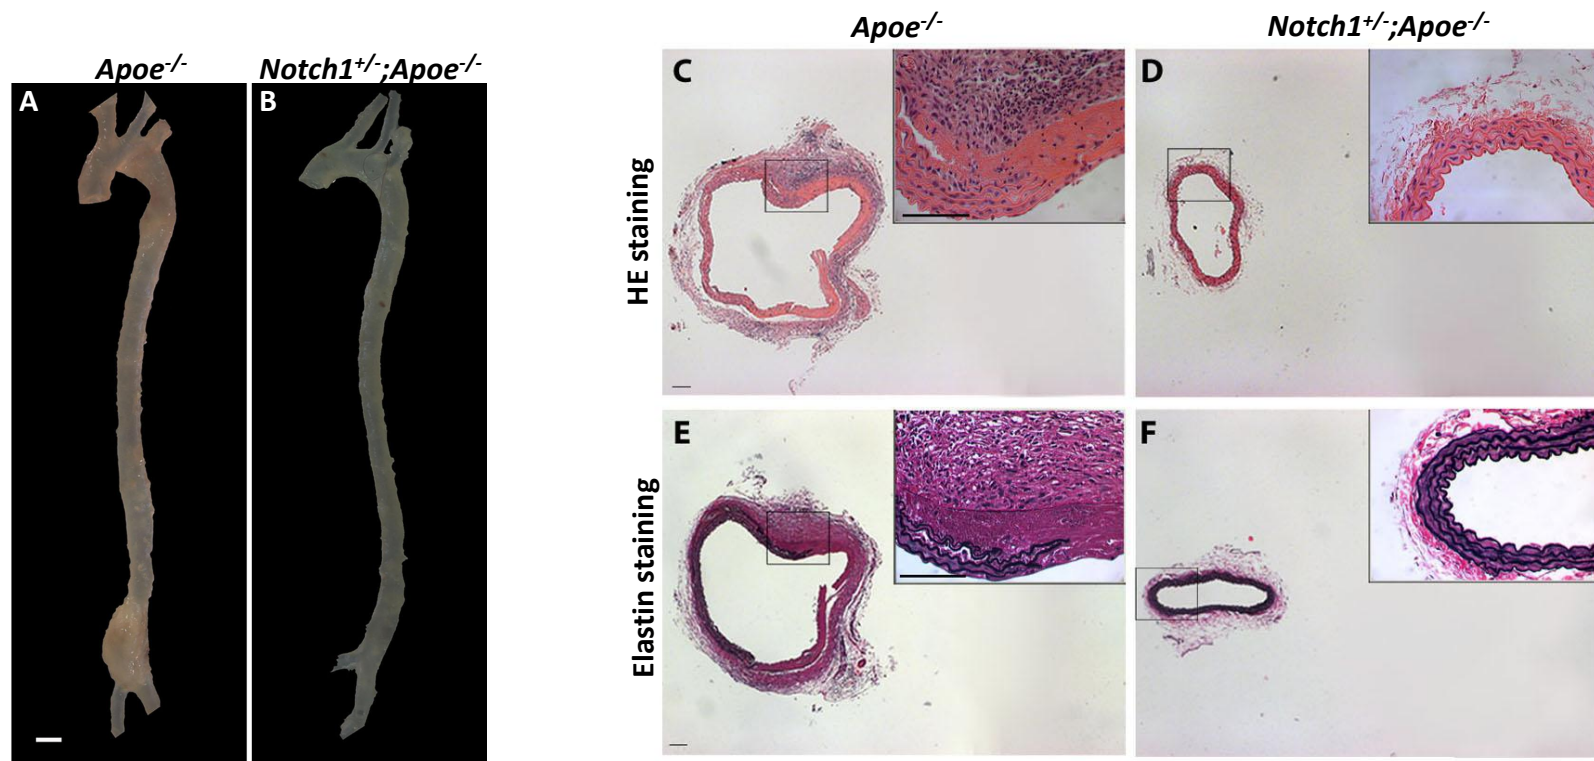 Apoe-/-
Notch1+/-;Apoe-/-
A
B
Apoe-/-
Notch1+/-;Apoe-/-
HE staining
C
D
Elastin staining
E
F